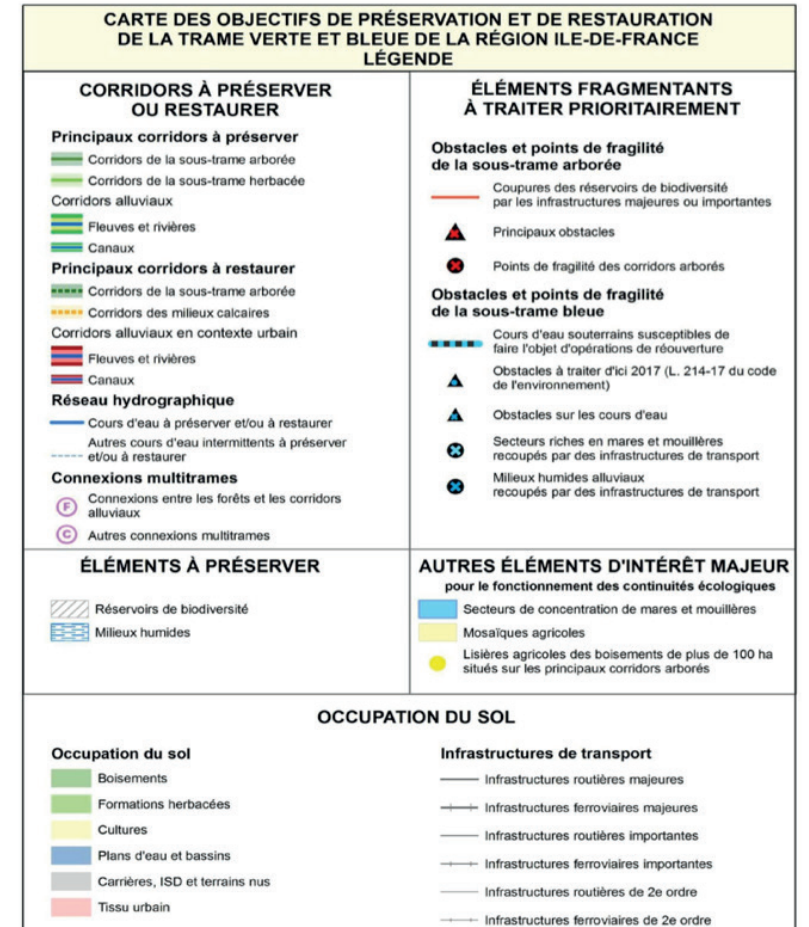 CARTE DES OBJECTIFS DE PRÉSERVATION ET DE RESTAURATION
DE LA TRAME VERTE ET BLEUE DE LA RÉGION ILE-DE-FRANCE
LÉGENDE
CORRIDORS À PRÉSERVER
OU RESTAURER
Principaux corridors à préserver
Corridors de la sous-trame arborée
Corridors de la sous-trame herbacée
Corridors alluviaux
Fleuves et rivières
Canaux
Principaux corridors à restaurer
Corridors de la sous-trame arborée
Corridors des milieux calcaires
Corridors alluviaux en contexte urbain
Fleuves et rivières
Canaux
Réseau hydrographique
Cours d'eau à préserver et/ou à restaurer
Autres cours d'eau intermittents à préserver
et/ou à restaurer
Connexions multitrames
F
Connexions entre les forêts et les corridors
alluviaux
C
Autres connexions multitrames
ÉLÉMENTS FRAGMENTANTS
À TRAITER PRIORITAIREMENT
Obstacles et points de fragilité
de la sous-trame arborée
Coupures des réservoirs de biodiversité
par les infrastructures majeures ou importantes
Principaux obstacles
Points de fragilité des corridors arborés
Obstacles et points de fragilité
de la sous-trame bleue
Cours d'eau souterrains susceptibles de
faire l'objet d'opérations de réouverture
Obstacles à traiter d'ici 2017 (L. 214-17 du code
de l'environnement)
Obstacles sur les cours d'eau
Secteurs riches en mares et mouillères
recoupés par des infrastructures de transport
Milieux humides alluviaux
recoupés par des infrastructures de transport
ÉLÉMENTS À PRÉSERVER
Réservoirs de biodiversité
Milieux humides
AUTRES ÉLÉMENTS D'INTÉRÊT MAJEUR
pour le fonctionnement des continuités écologiques
Secteurs de concentration de mares et mouillères
Mosaïques agricoles
Lisières agricoles des boisements de plus de 100 ha
situés sur les principaux corridors arborés
OCCUPATION DU SOL
Occupation du sol
Boisements
Formations herbacées
Cultures
Plans d'eau et bassins
Carrières, ISD et terrains nus
Tissu urbain
Infrastructures de transport
Infrastructures routières majeures
Infrastructures ferroviaires majeures
Infrastructures routières importantes
Infrastructures ferroviaires importantes
Infrastructures routières de 2e ordre
Infrastructures ferroviaires de 2e ordre